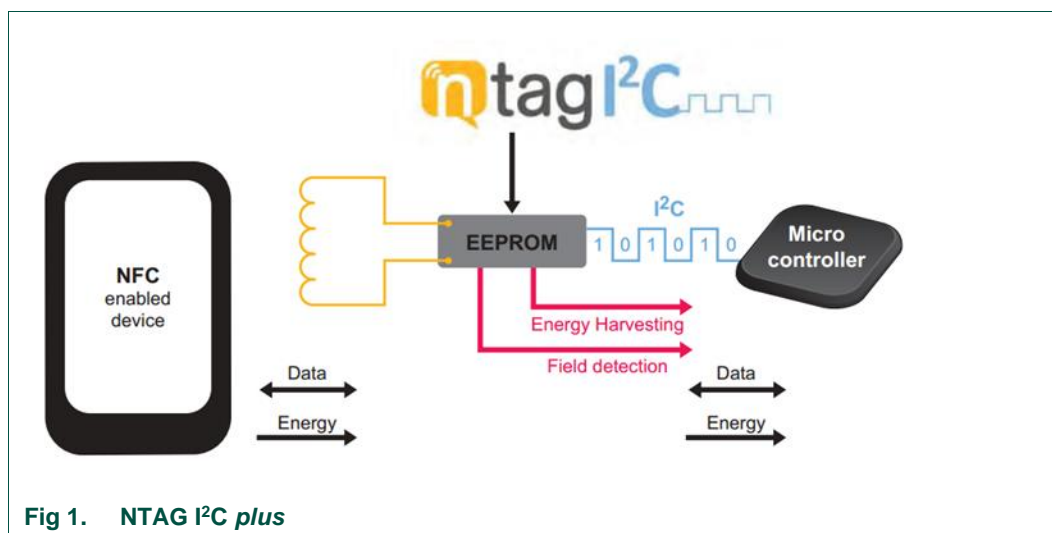 ntag I²C
I²C
EEPROM
1 0 1 0 1 0
Micro
controller
NFC
enabled
device
Energy Harvesting
Field detection
Data
Energy
Data
Energy
Fig 1. NTAG I²C plus